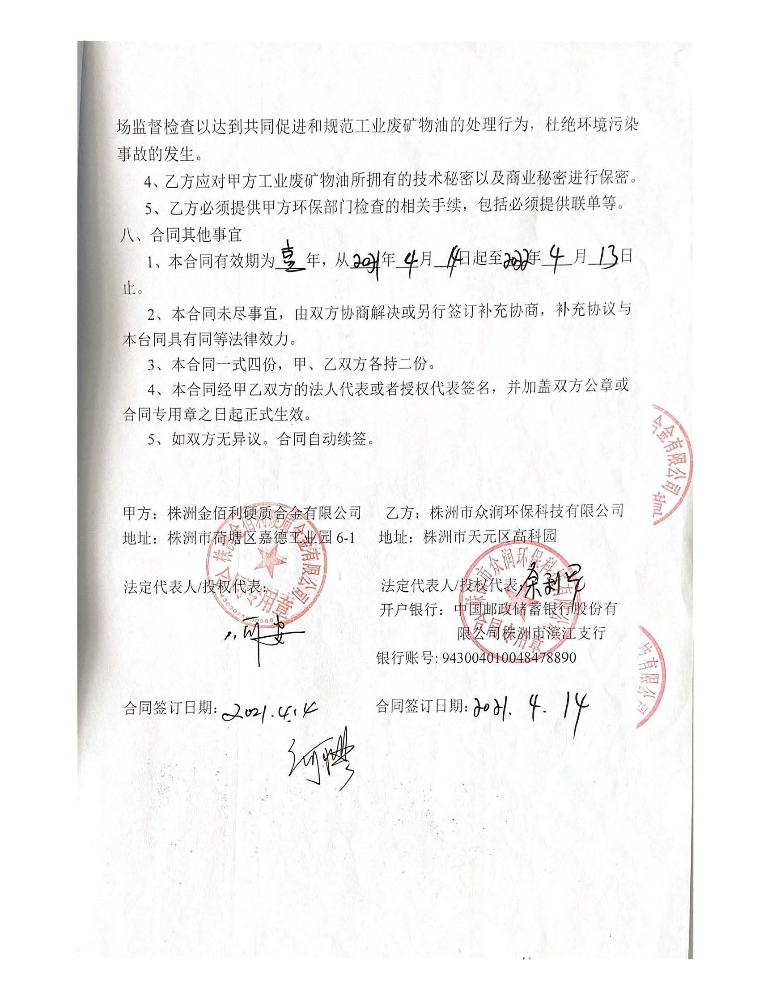 场监督检查以达到共同促进和规范工业废矿物油的处理行为，杜绝环境污染
事故的发生。
4、乙方应对甲方工业废矿物油所拥有的技术秘密以及商业秘密进行保密。
5、乙方必须提供甲方环保部门检查的相关手续，包括必须提供联单等。
八、合同其他事宜
1、本合同有效期为壹年，从2021年4月14日起至2022年4月13日
止。
2、本合同未尽事宜，由双方协商解决或另行签订补充协商，补充协议与
本台同具有同等法律效力。
3、本合同一式四份，甲、乙双方各持二份。
4、本合同经甲乙双方的法人代表或者授权代表签名，并加盖双方公章或
合同专用章之日起正式生效。
5、如双方无异议。合同自动续签。
合金有限公司
甲方：株洲金佰利硬质合金有限公司
地址：株洲市荷塘区嘉德工业园 6-1
株洲金佰利硬质合金有限公司
合同专用章
法定代表人/投权代表：
乙方：株洲市众润环保科技有限公司
地址：株洲市天元区高科园
株洲市众润环保科技有限公司
合同专用章
法定代表人/投权代表：
开户银行：中国邮政储蓄银行股份有
限公司株洲市滨江支行
银行账号: 943004010048478890
有限公司
合同签订日期：2021.4.14
合同签订日期：2021.4.14